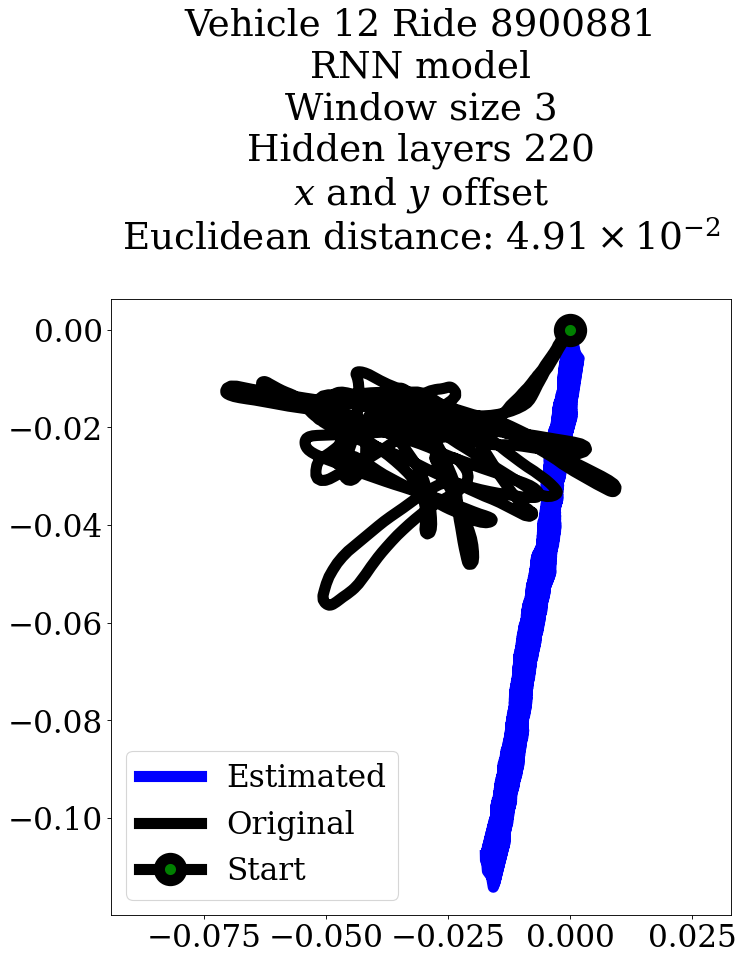 Vehicle 12 Ride 8900881
RNN model
Window size 3
Hidden layers 220
x and y offset
Euclidean distance: 4.91 × 10⁻²
0.00
−0.02
−0.04
−0.06
−0.08
−0.10
Estimated
Original
Start
−0.075 −0.050 −0.025 0.000 0.025